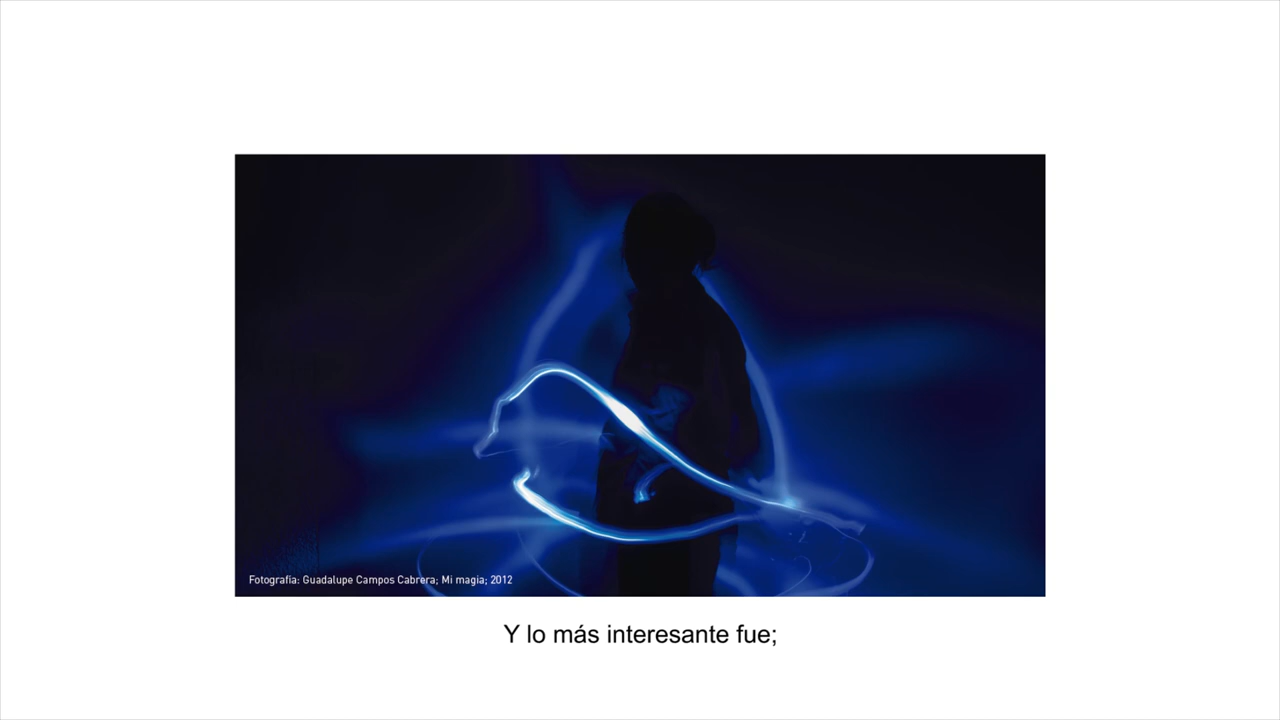 Fotografía: Guadalupe Campos Cabrera; Mi magia; 2012
Y lo más interesante fue;